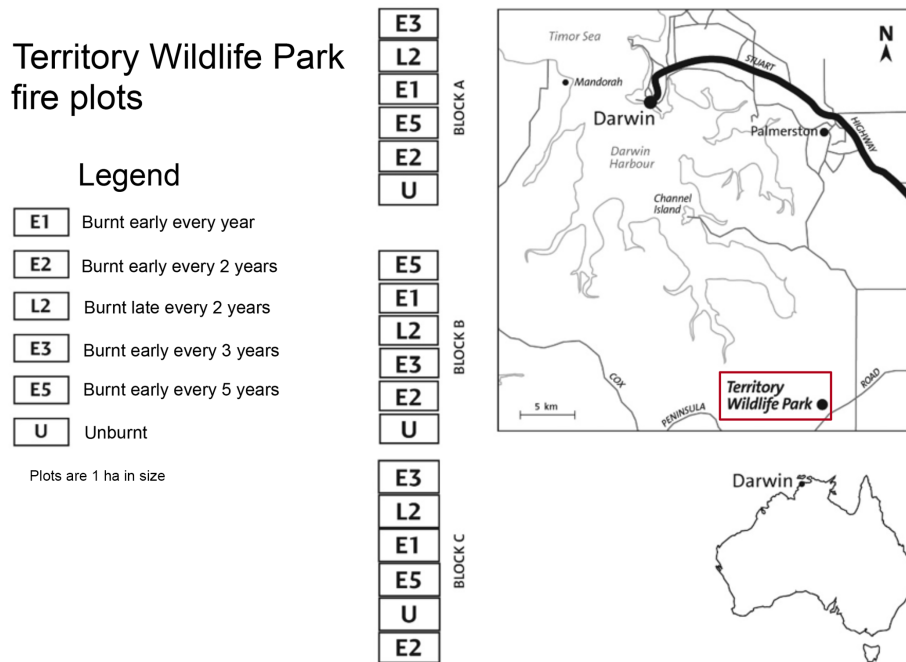 Territory Wildlife Park
fire plots
Legend
E1 Burnt early every year
E2 Burnt early every 2 years
L2 Burnt late every 2 years
E3 Burnt early every 3 years
E5 Burnt early every 5 years
U Unburnt
Plots are 1 ha in size
E3
L2
E1
E5
E2
U
BLOCK A
E5
E1
L2
E3
E2
U
BLOCK B
E3
L2
E1
E5
U
E2
BLOCK C
Timor Sea
N
STUART
HIGHWAY
Mandorah
Darwin
Palmerston
Darwin
Harbour
Channel
Island
COX
PENINSULA
ROAD
Territory
Wildlife Park
5 km
Darwin